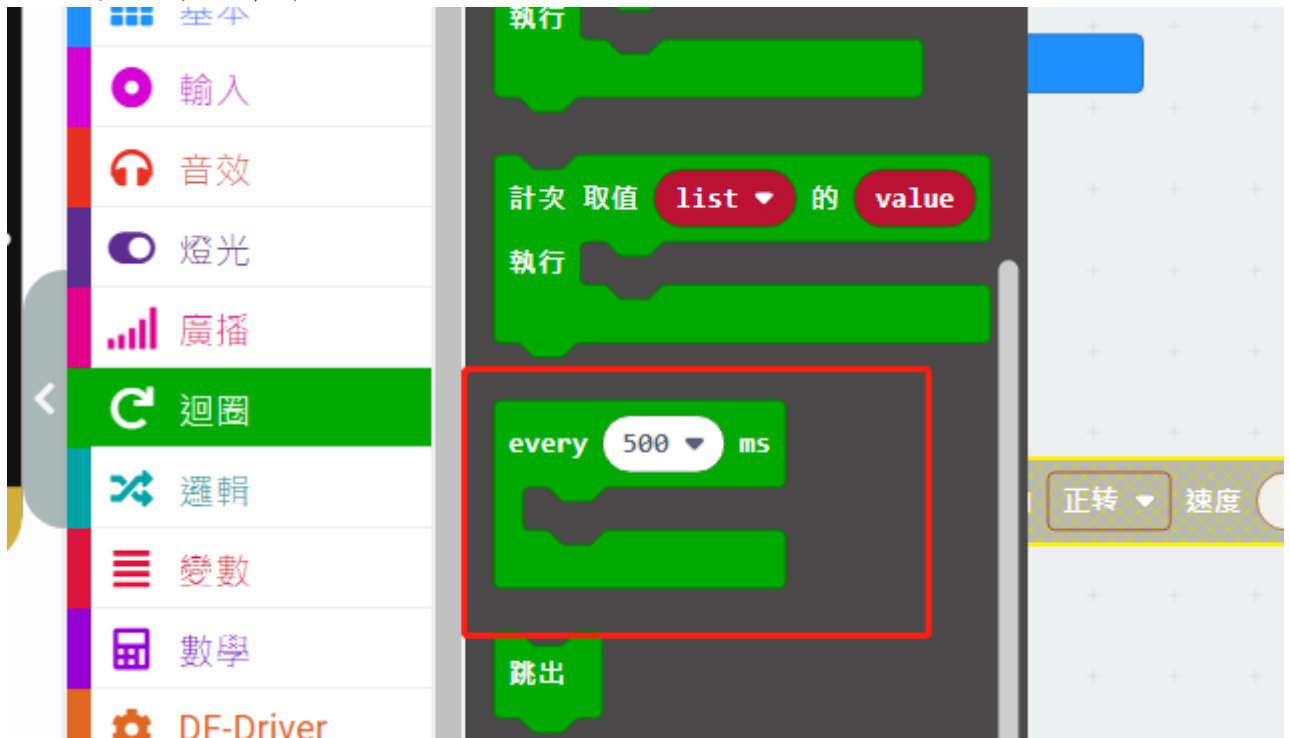 基本
輸入
音效
燈光
廣播
迴圈
邏輯
變數
數學
DF-Driver
執行
計次 取值 list 的 value
執行
every 500 ms
跳出
正转 速度